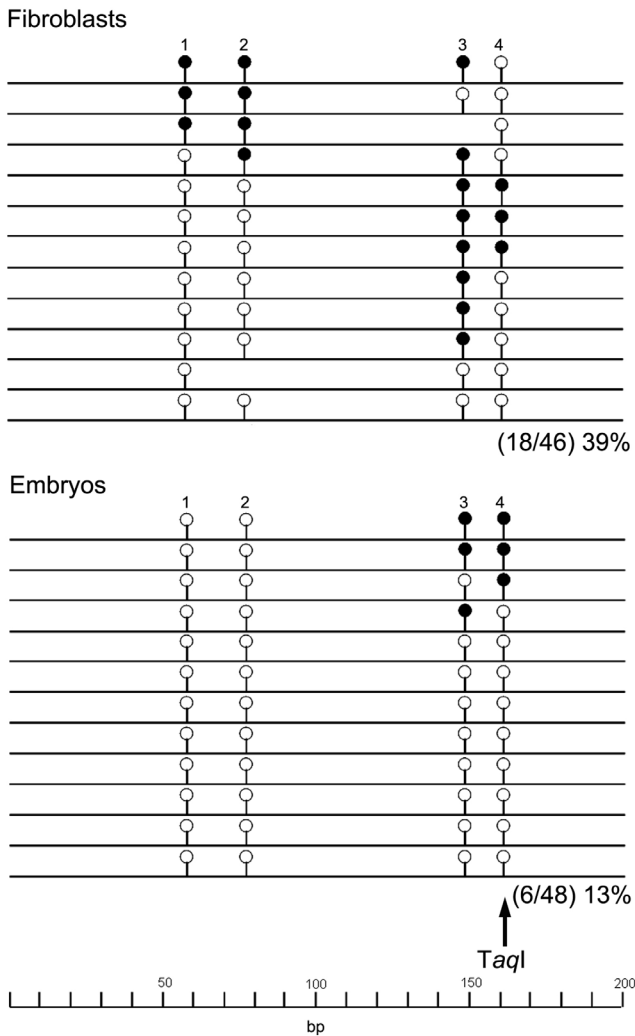 Fibroblasts
1 2 3 4
(18/46) 39%
Embryos
1 2 3 4
(6/48) 13%
TaqI
50 100 150 200
bp